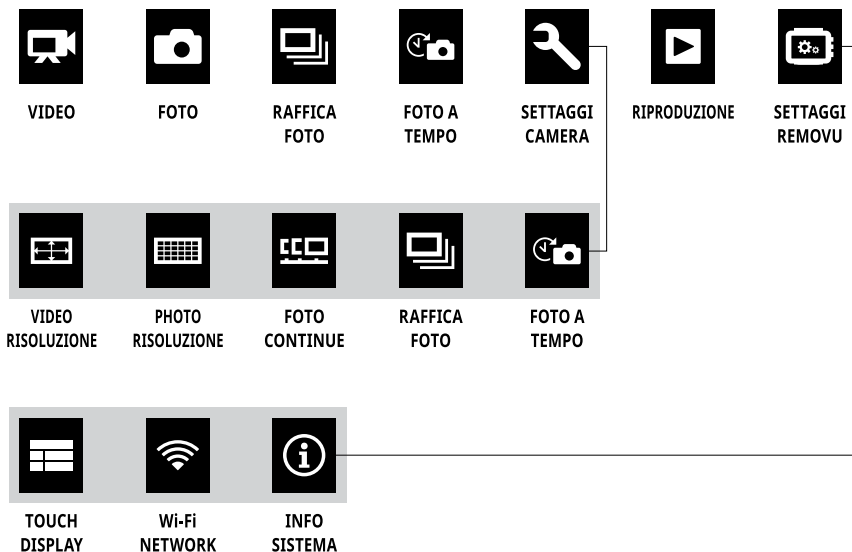 VIDEO
FOTO
RAFFICA
FOTO
FOTO A
TEMPO
SETTAGGI
CAMERA
RIPRODUZIONE
SETTAGGI
REMOVU
VIDEO
RISOLUZIONE
PHOTO
RISOLUZIONE
FOTO
CONTINUE
RAFFICA
FOTO
FOTO A
TEMPO
TOUCH
DISPLAY
Wi-Fi
NETWORK
INFO
SISTEMA